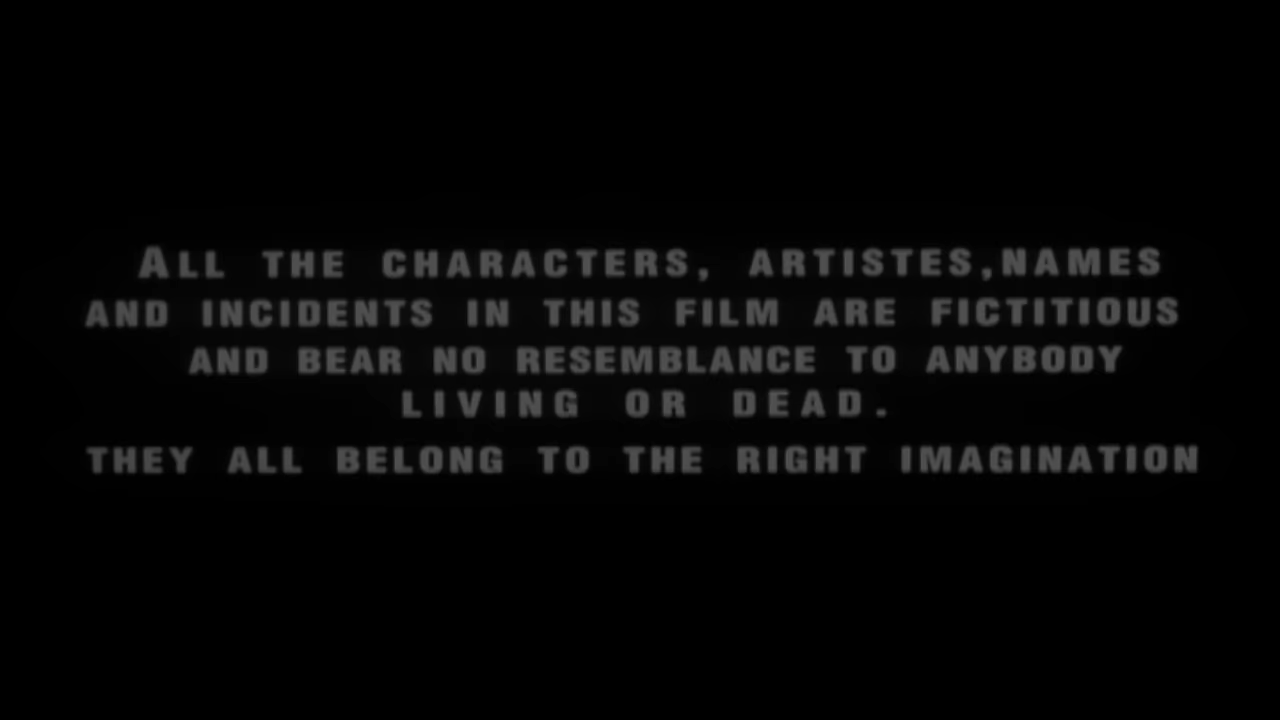 ALL THE CHARACTERS, ARTISTES,NAMES
AND INCIDENTS IN THIS FILM ARE FICTITIOUS
AND BEAR NO RESEMBLANCE TO ANYBODY
LIVING OR DEAD.
THEY ALL BELONG TO THE RIGHT IMAGINATION